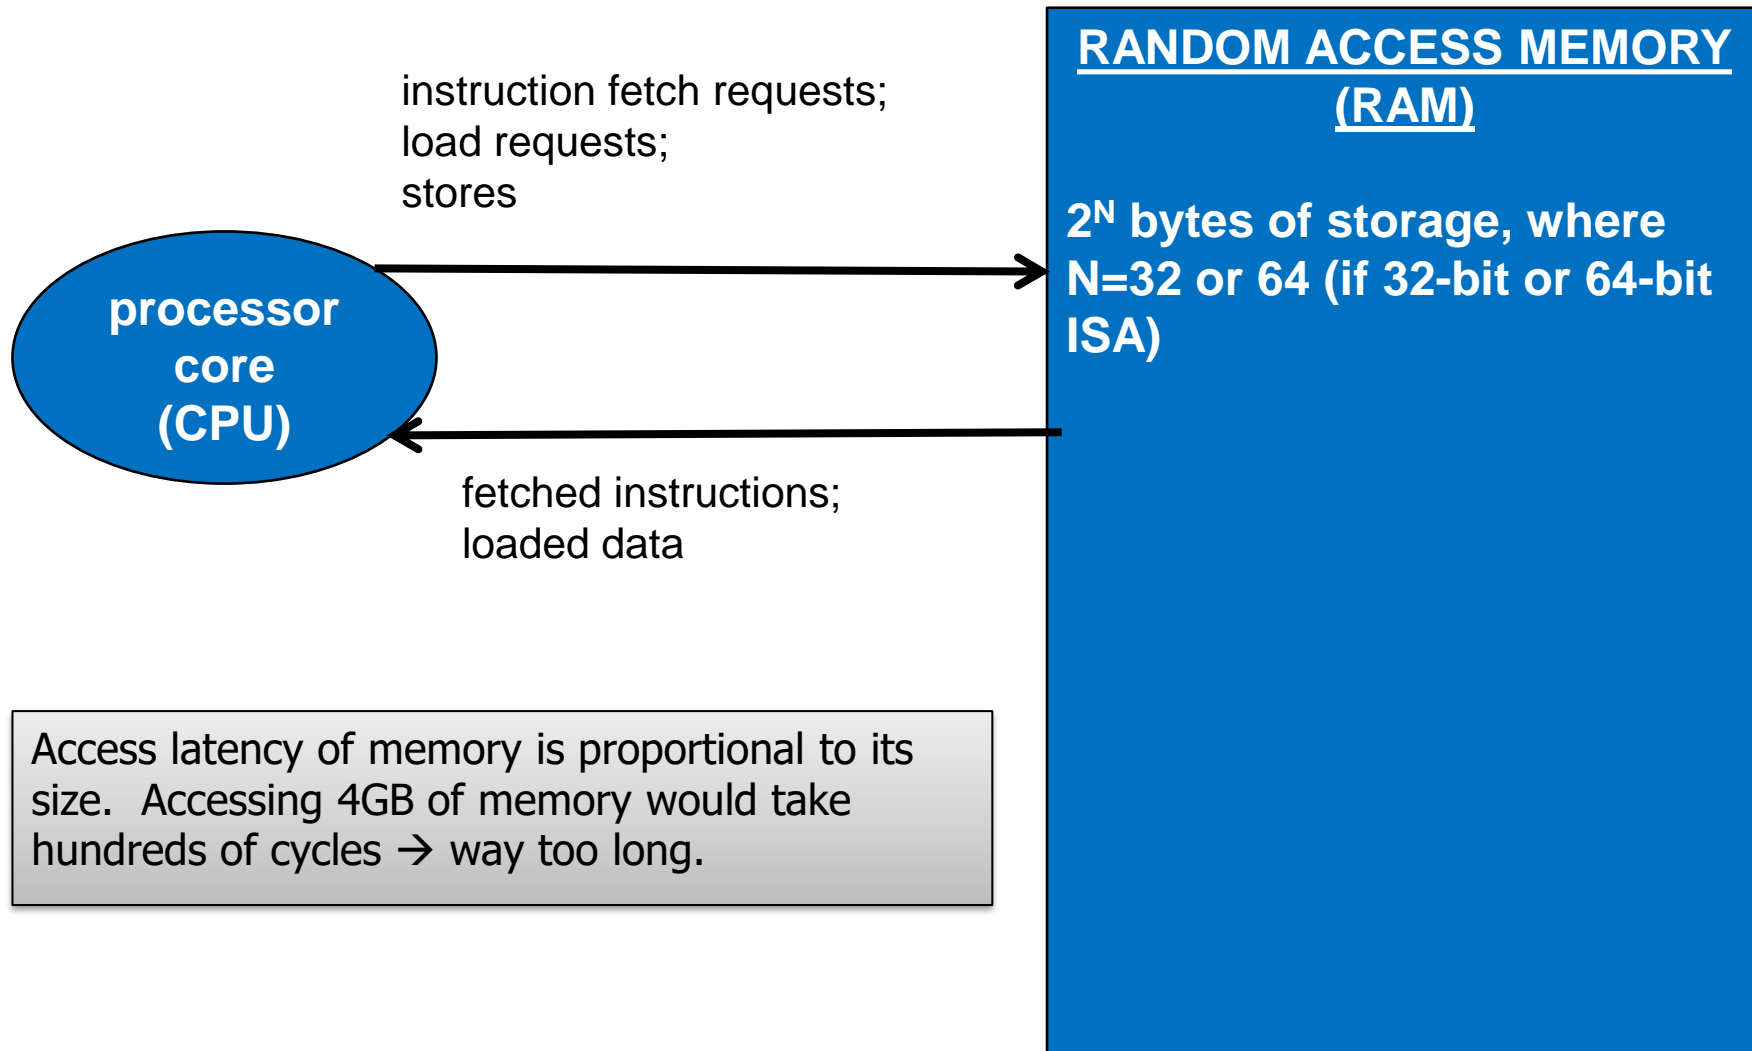 RANDOM ACCESS MEMORY
(RAM)
instruction fetch requests;
load requests;
stores
2ᴺ bytes of storage, where
N=32 or 64 (if 32-bit or 64-bit
ISA)
processor
core
(CPU)
fetched instructions;
loaded data
Access latency of memory is proportional to its
size.  Accessing 4GB of memory would take
hundreds of cycles → way too long.